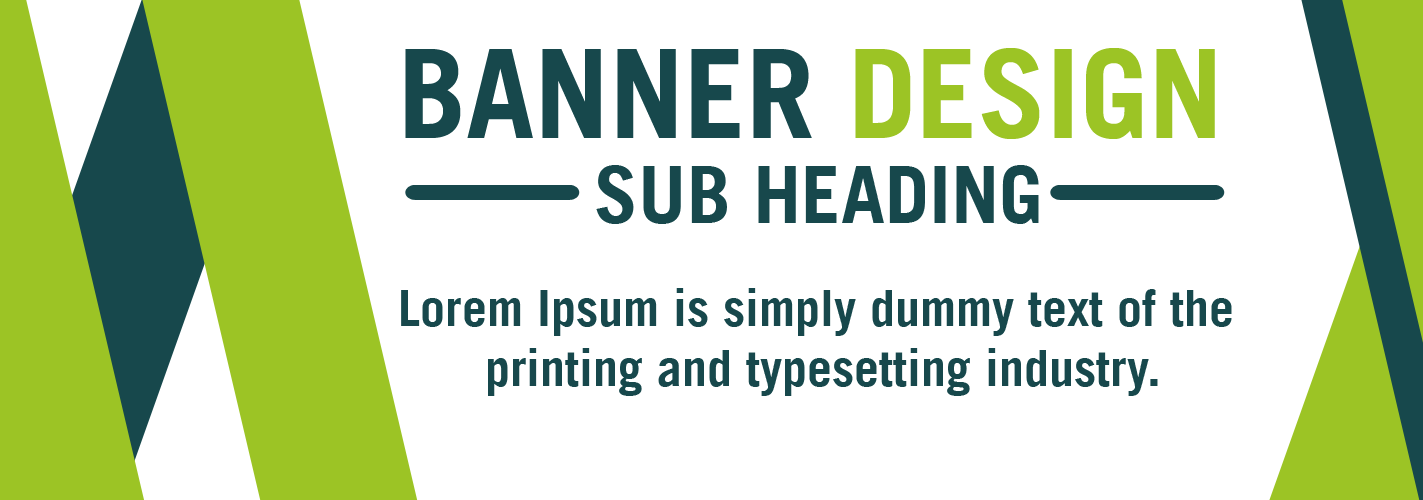 BANNER DESIGN
SUB HEADING
Lorem Ipsum is simply dummy text of the
printing and typesetting industry.